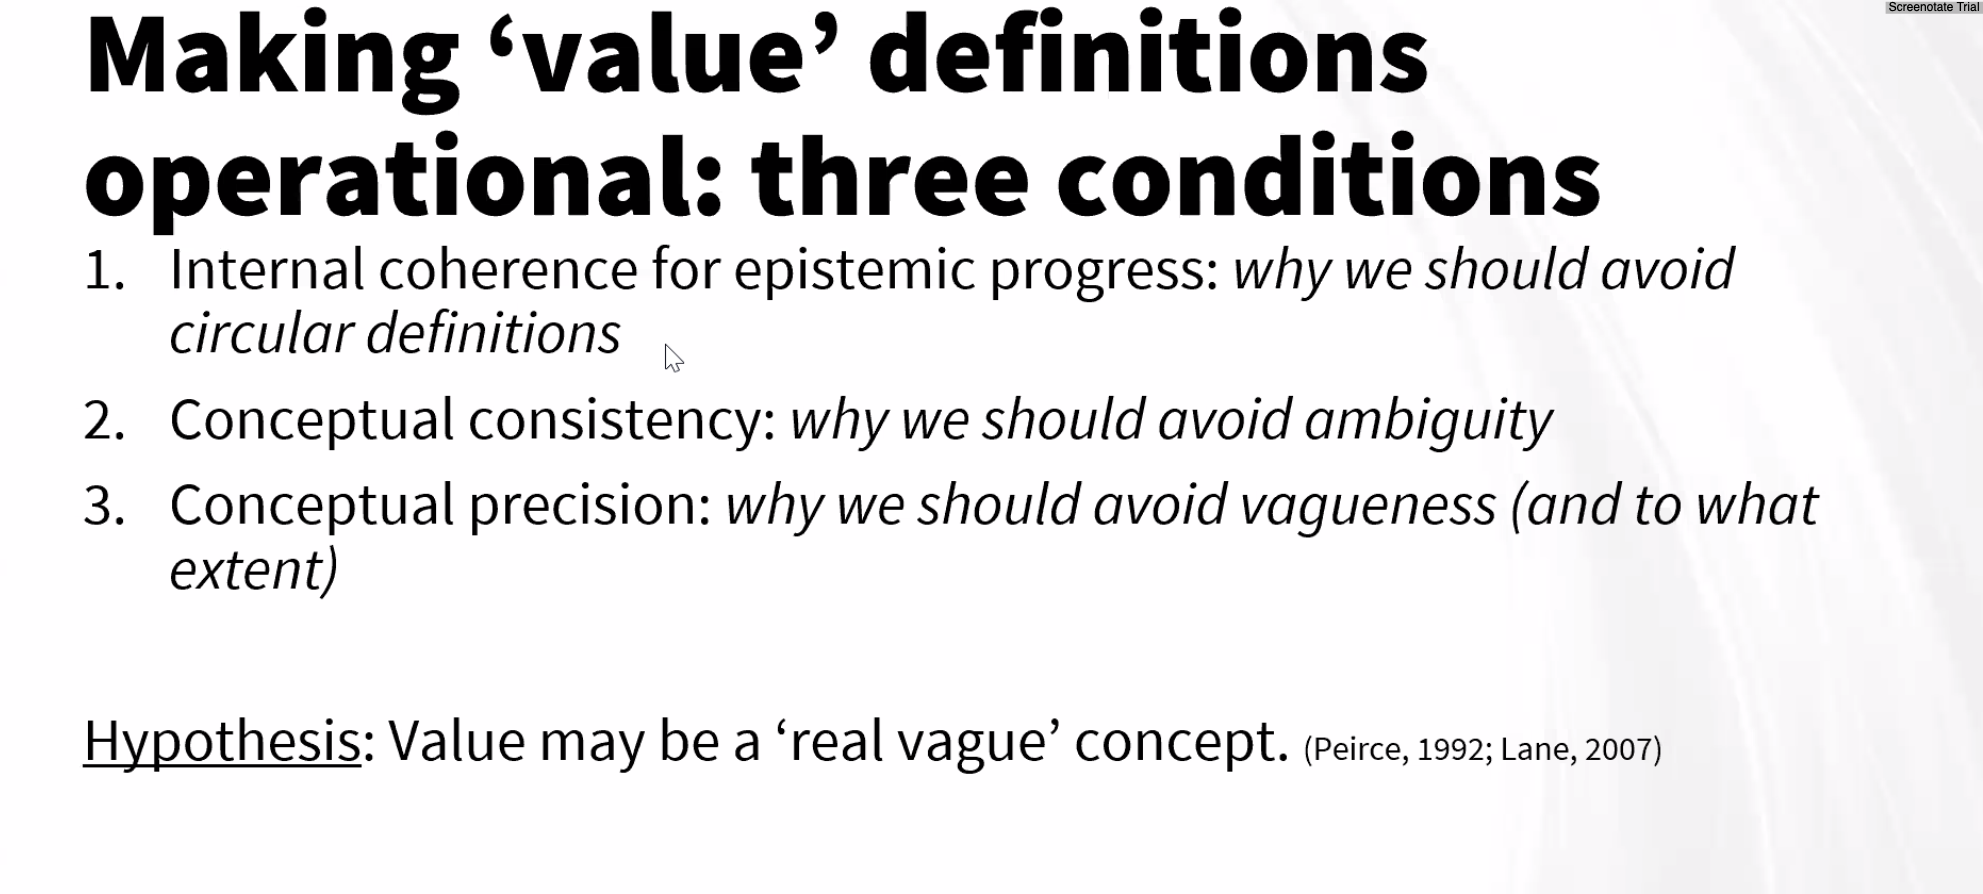 Screenotate Trial
Making ‘value’ definitions
operational: three conditions
1. Internal coherence for epistemic progress: why we should avoid
circular definitions
2. Conceptual consistency: why we should avoid ambiguity
3. Conceptual precision: why we should avoid vagueness (and to what
extent)
Hypothesis: Value may be a ‘real vague’ concept. (Peirce, 1992; Lane, 2007)